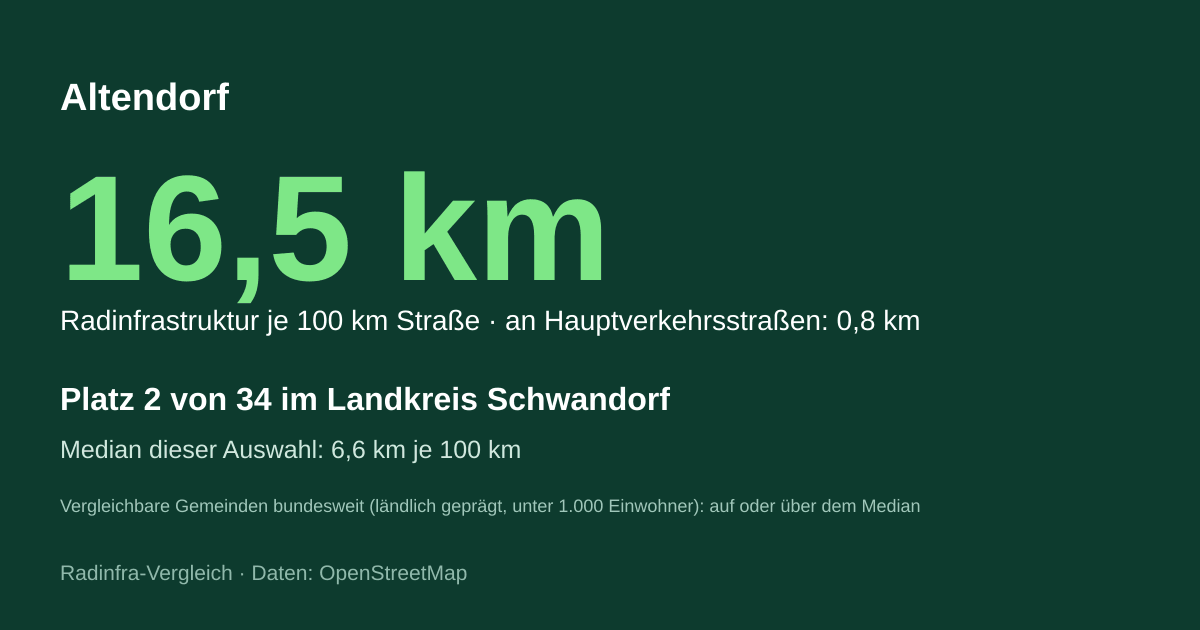 Altendorf
16,5 km
Radinfrastruktur je 100 km Straße · an Hauptverkehrsstraßen: 0,8 km
Platz 2 von 34 im Landkreis Schwandorf
Median dieser Auswahl: 6,6 km je 100 km
Vergleichbare Gemeinden bundesweit (ländlich geprägt, unter 1.000 Einwohner): auf oder über dem Median
Radinfra-Vergleich · Daten: OpenStreetMap